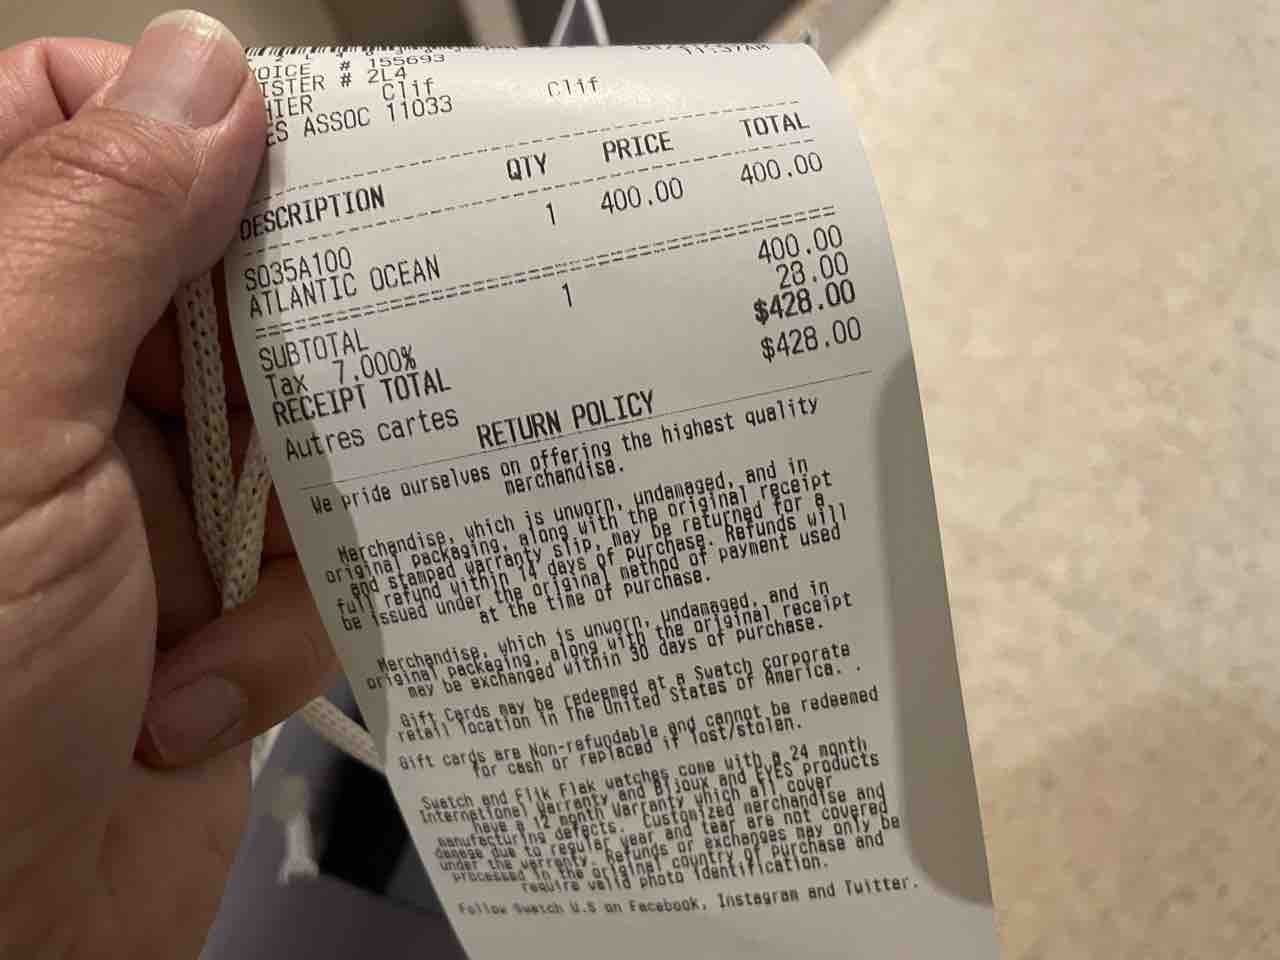 OICE # 155693
ISTER # 2L4
HIER Clif Clif
ES ASSOC 11033
DESCRIPTION QTY PRICE TOTAL
S035A100 1 400.00 400.00
ATLANTIC OCEAN
SUBTOTAL 1 400.00
Tax 7.000% 28.00
RECEIPT TOTAL $428.00
Autres cartes $428.00
RETURN POLICY
We pride ourselves on offering the highest quality
merchandise.
Merchandise, which is unworn, undamaged, and in
original packaging, along with the original receipt
and stamped warranty slip, may be returned for a
full refund within 14 days of purchase. Refunds will
be issued under the original method of payment used
at the time of purchase.
Merchandise, which is unworn, undamaged, and in
original packaging, along with the original receipt
may be exchanged within 30 days of purchase.
Gift Cards may be redeemed at a Swatch corporate
retail location in The United States of America.
Gift cards are Non-refundable and cannot be redeemed
for cash or replaced if lost/stolen.
Swatch and Flik Flak watches come with a 24 month
International Warranty and Bijoux and EYES products
have a 12 month Warranty which all cover
manufacturing defects. Customized merchandise and
damage due to regular wear and tear are not covered
under the warranty. Refunds or exchanges may only be
processed in the original country of purchase and
require valid photo identification.
Follow Swatch U.S on Facebook, Instagram and Twitter.